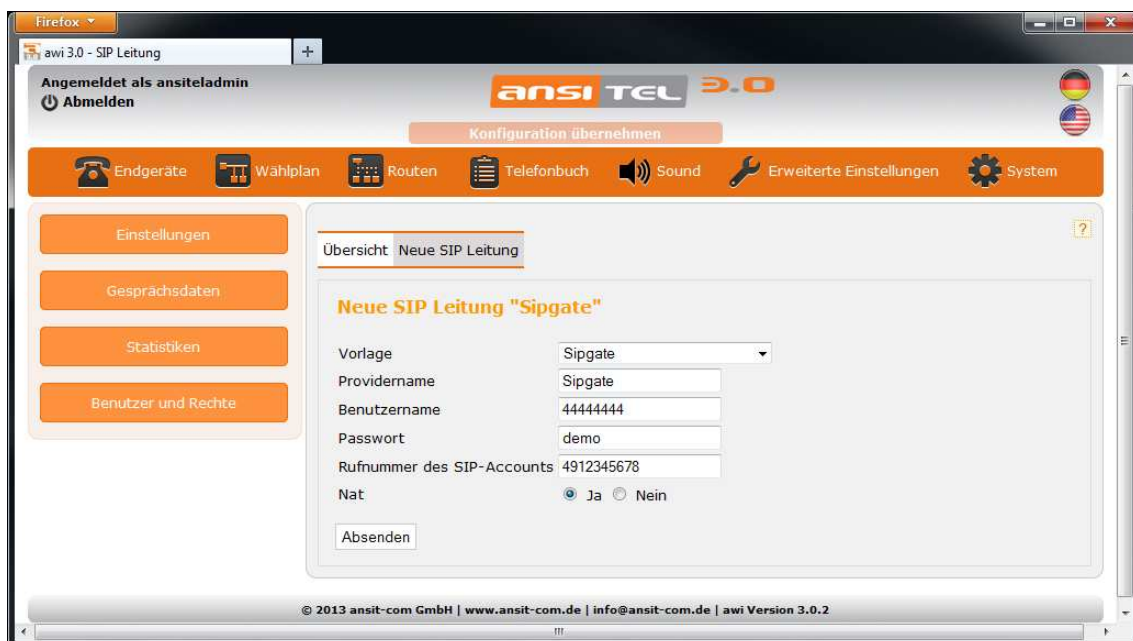 Firefox
awi 3.0 - SIP Leitung
+
Angemeldet als ansiteladmin
Abmelden
ansi TEL 3.0
Konfiguration übernehmen
Endgeräte Wählplan Routen Telefonbuch Sound Erweiterte Einstellungen System
Einstellungen
Gesprächsdaten
Statistiken
Benutzer und Rechte
?
Übersicht Neue SIP Leitung
Neue SIP Leitung "Sipgate"
Vorlage Sipgate
Providername Sipgate
Benutzername 44444444
Passwort demo
Rufnummer des SIP-Accounts 4912345678
Nat Ja Nein
Absenden
© 2013 ansit-com GmbH | www.ansit-com.de | info@ansit-com.de | awi Version 3.0.2